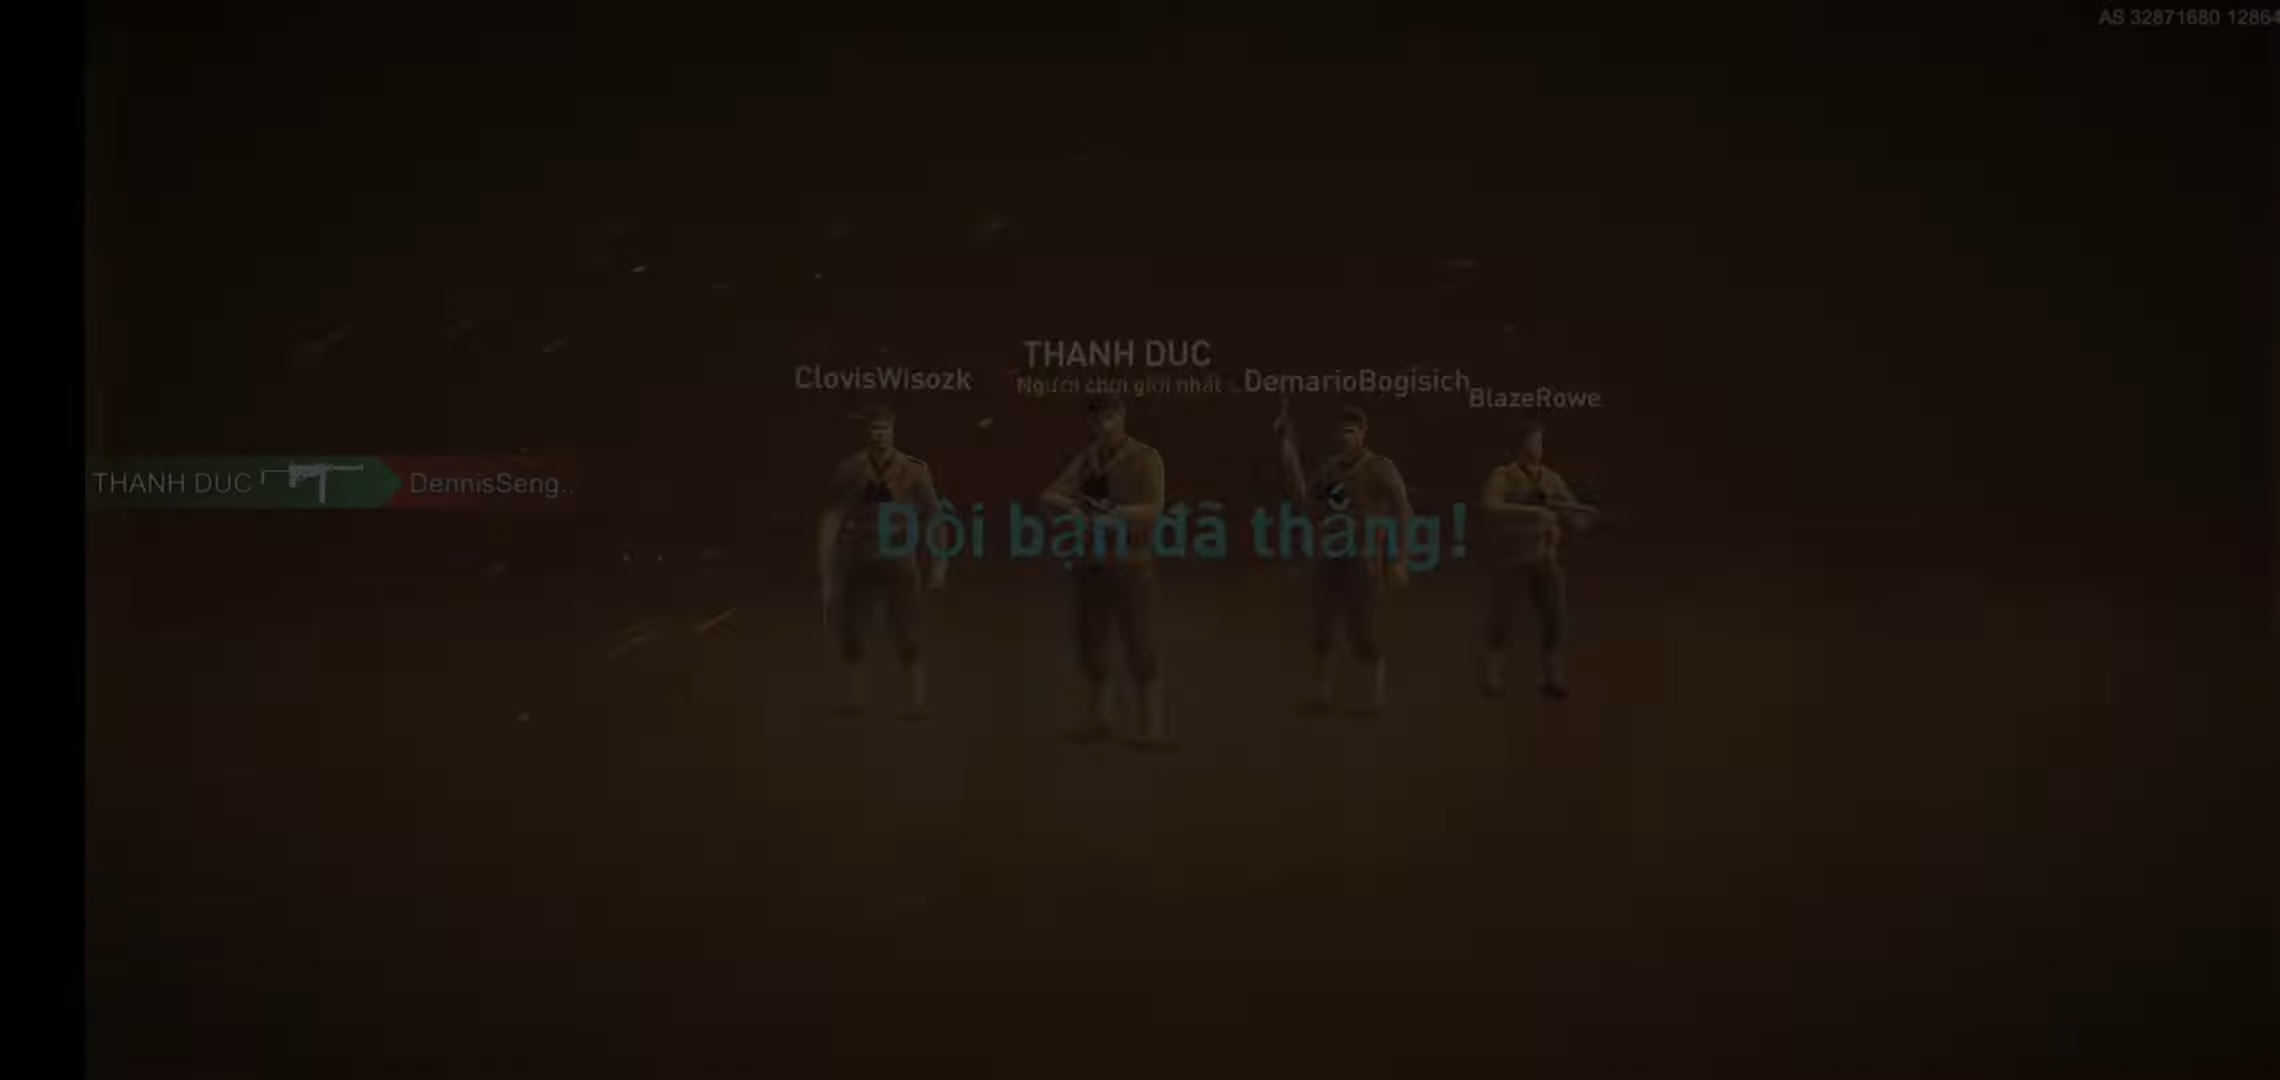 AS 32871680 12864
THANH DUC
ClovisWisozk
Người chơi giỏi nhất
DemarioBogisich
BlazeRowe
THANH DUC DennisSeng..
Đội bạn đã thắng!